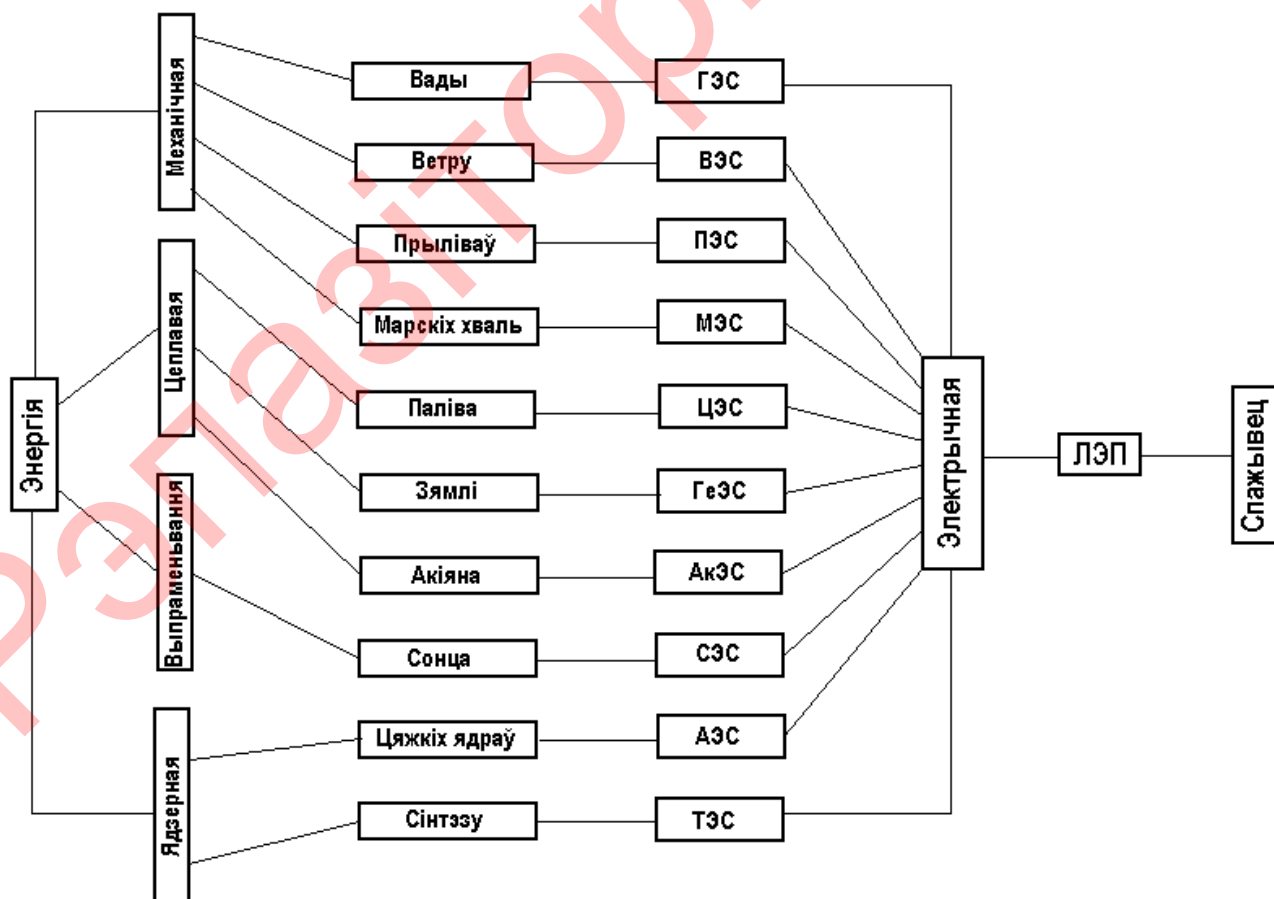 Энергія
Механічная
Цеплавая
Выпраменьвання
Ядзерная
Вады
Ветру
Прыліваў
Марскіх хваль
Паліва
Зямлі
Акіяна
Сонца
Цяжкіх ядраў
Сінтэзу
ГЭС
ВЭС
ПЭС
МЭС
ЦЭС
ГеЭС
АкЭС
СЭС
АЭС
ТЭС
Электрычная
ЛЭП
Спажывец